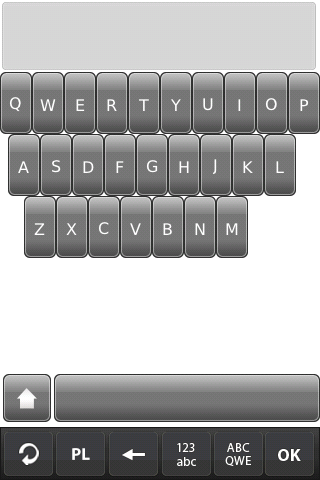 Q W E R T Y U I O P
A S D F G H J K L
Z X C V B N M
PL 123 ABC OK
abc QWE